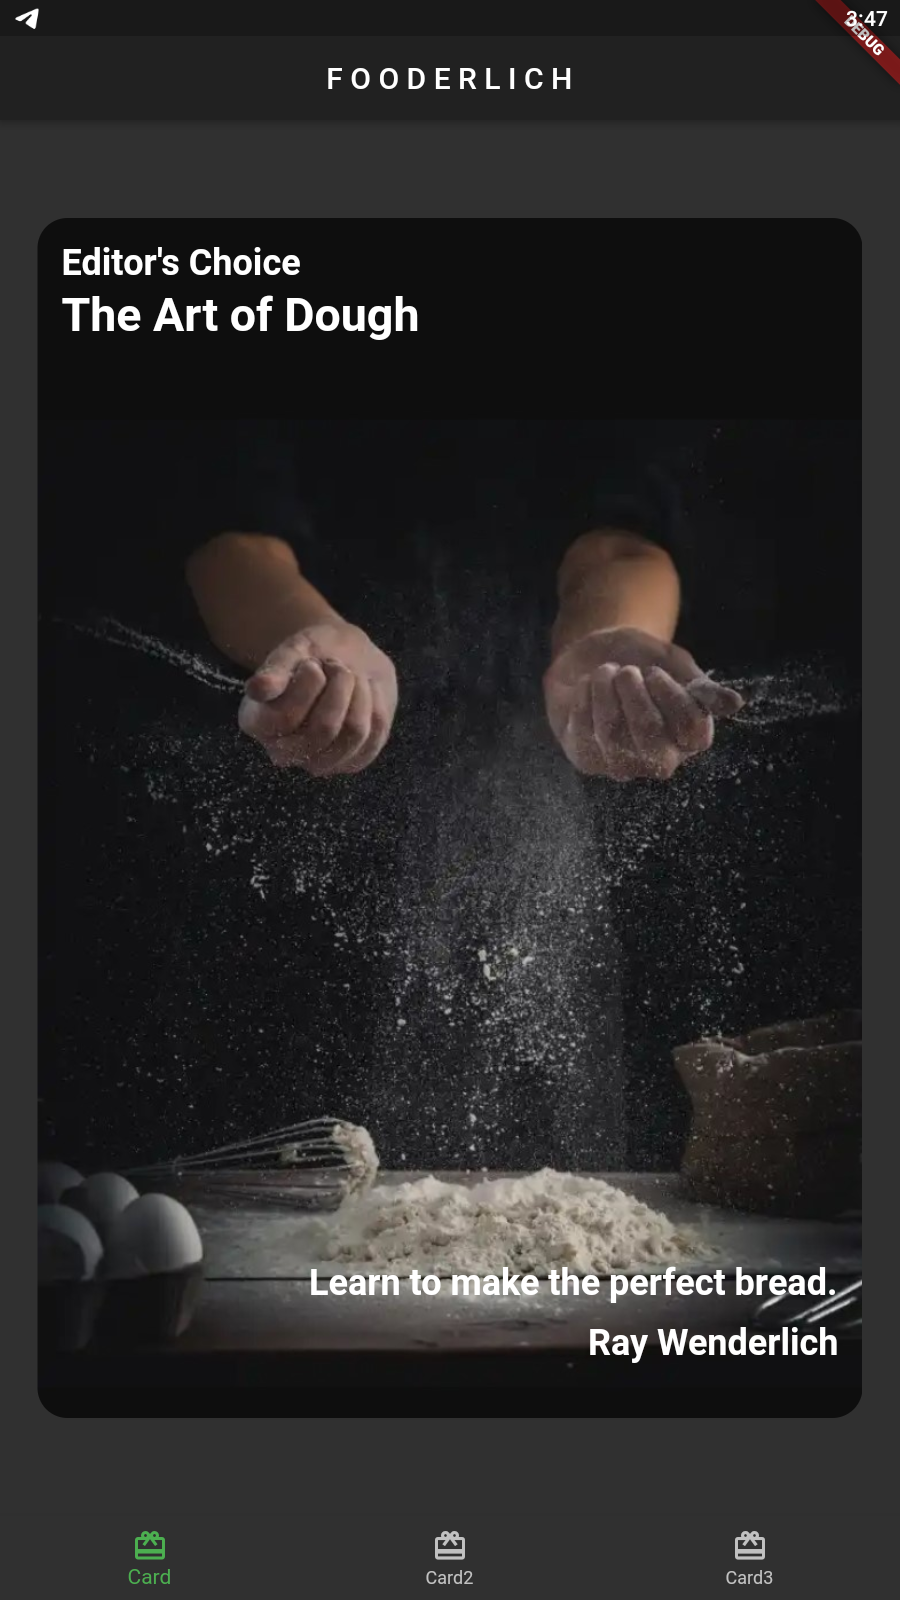 3:47
DEBUG
FOODERLICH
Editor's Choice
The Art of Dough
Learn to make the perfect bread.
Ray Wenderlich
Card
Card2
Card3